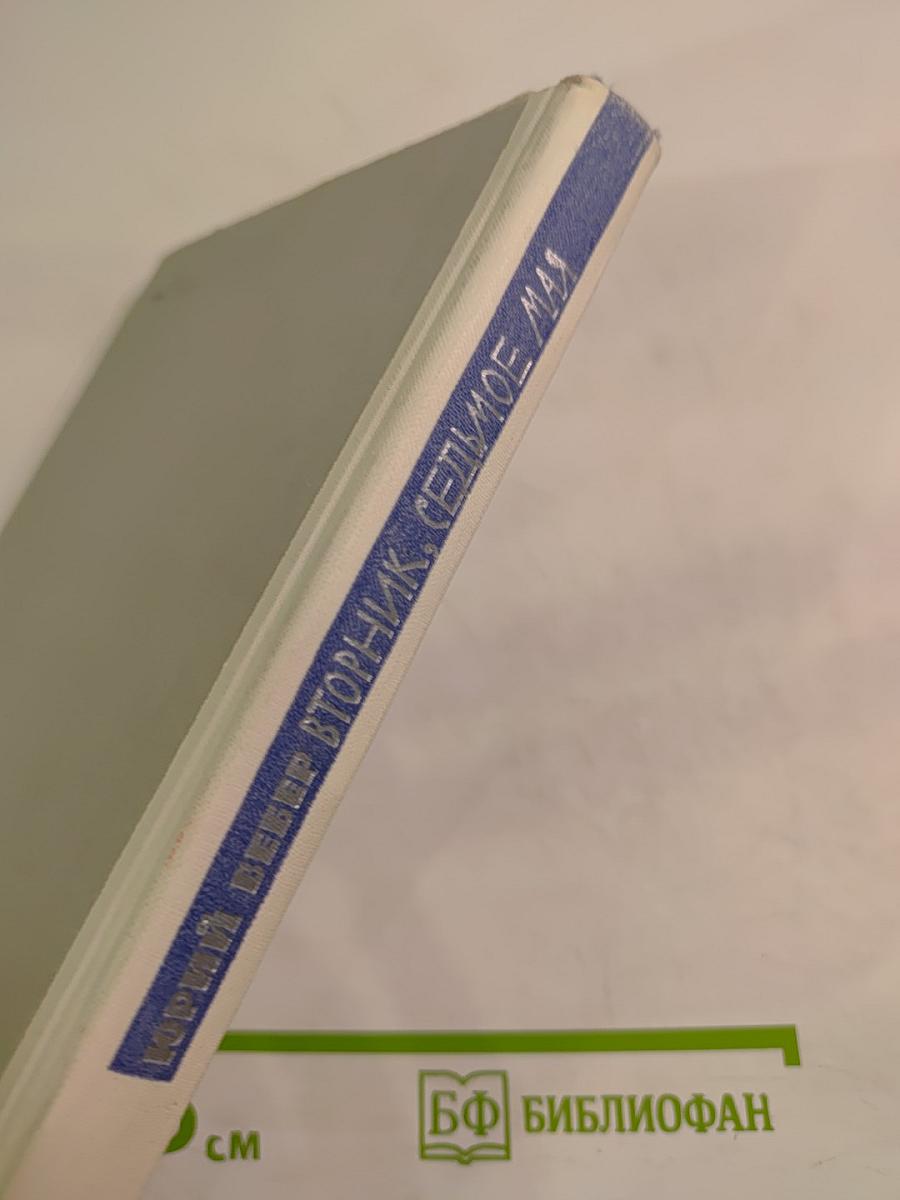 ЮРИЙ ВЕБЕР ВТОРНИК, СЕДЬМОЕ МАЯ
см
БФ БИБЛИОФАН